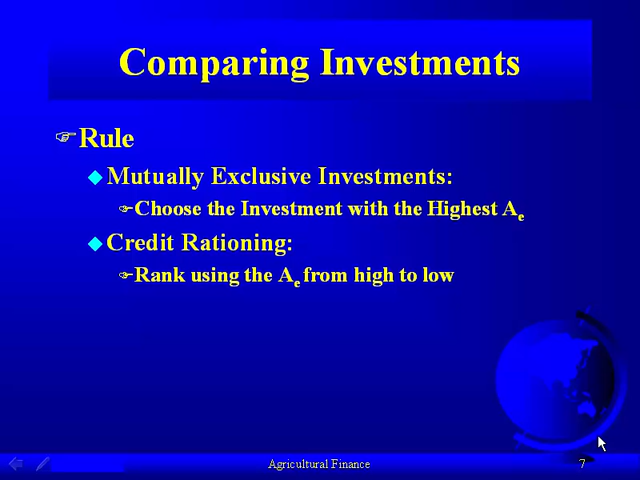 Comparing Investments
Rule
Mutually Exclusive Investments:
Choose the Investment with the Highest Ae
Credit Rationing:
Rank using the Ae from high to low
Agricultural Finance
7